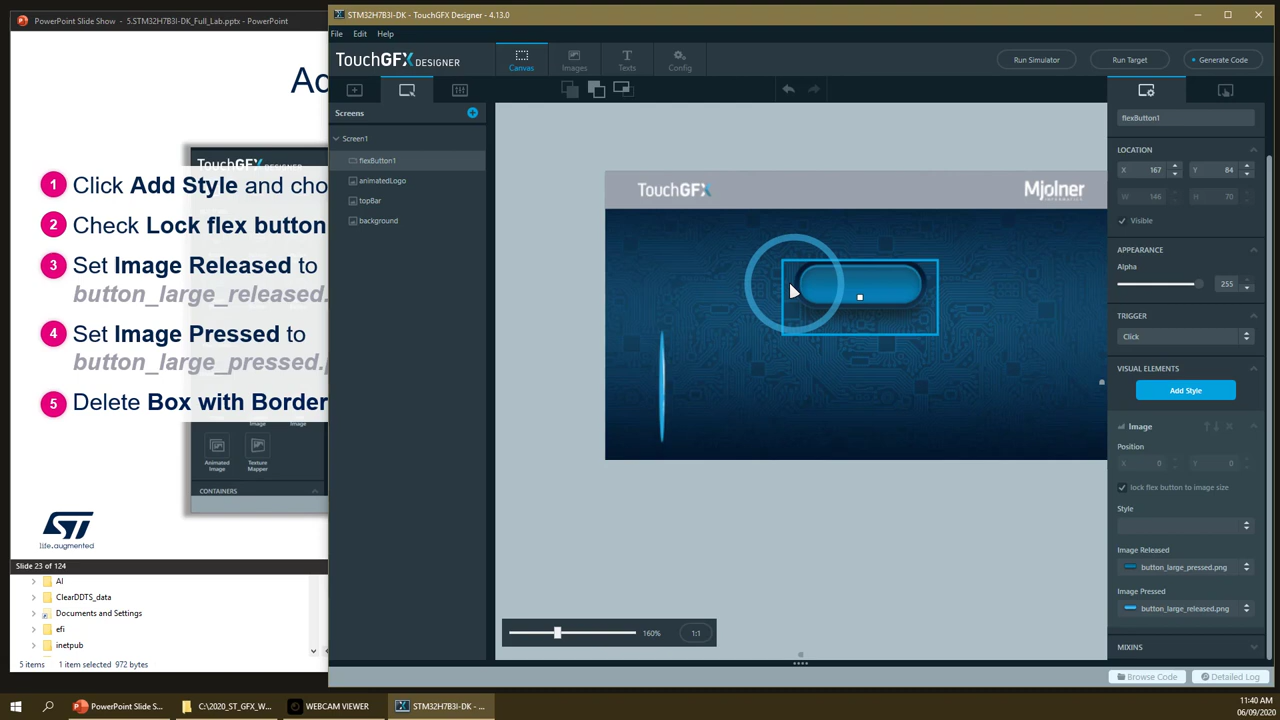 PowerPoint Slide Show - 5.STM32H7B3I-DK_Full_Lab.pptx - PowerPoint
STM32H7B3I-DK - TouchGFX Designer - 4.13.0
File Edit Help
TouchGFX DESIGNER
Canvas
Images
Texts
Config
Run Simulator
Run Target
Generate Code
Screens
Screen1
flexButton1
animatedLogo
topBar
background
TouchGFX
Mjolner
INFORMATICS
flexButton1
LOCATION
X 167 Y 84
W 146 H 70
Visible
APPEARANCE
Alpha
255
TRIGGER
Click
VISUAL ELEMENTS
Add Style
Image
Position
X 0 Y 0
lock flex button to image size
Style
Image Released
button_large_pressed.png
Image Pressed
button_large_released.png
MIXINS
160%
1:1
Browse Code
Detailed Log
Ad
TouchGFX
1 Click Add Style and cho
2 Check Lock flex button
3 Set Image Released to
button_large_released.
4 Set Image Pressed to
button_large_pressed.p
5 Delete Box with Border
Image
Image
Animated
Image
Texture
Mapper
CONTAINERS
ST
life.augmented
Slide 23 of 124
AI
ClearDDTS_data
Documents and Settings
efi
inetpub
5 items 1 item selected 972 bytes
PowerPoint Slide S...
C:\2020_ST_GFX_W...
WEBCAM VIEWER
STM32H7B3I-DK - ...
11:40 AM
06/09/2020